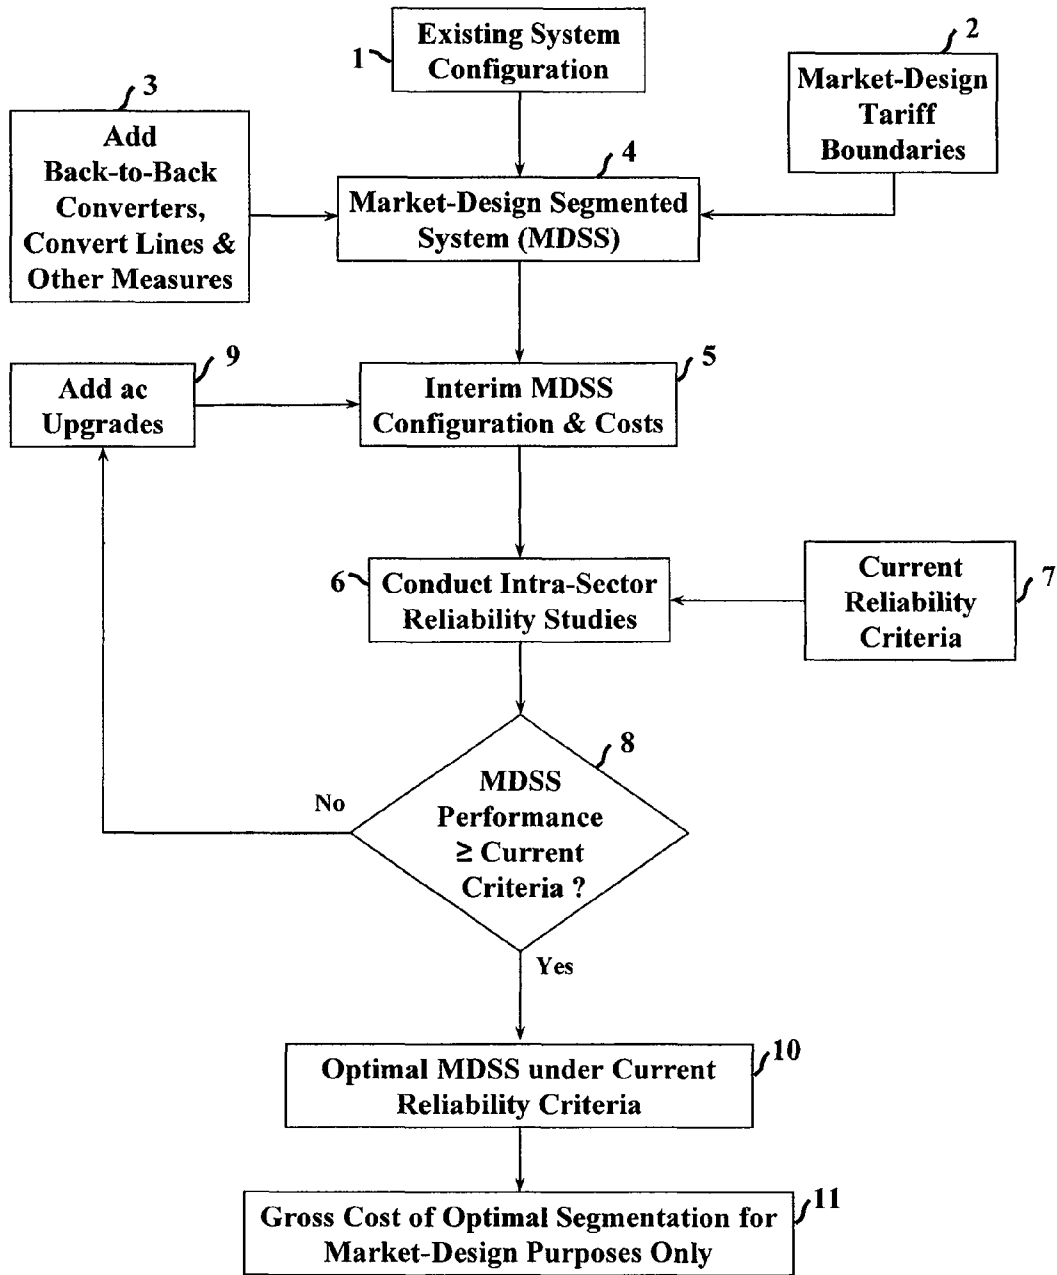 Existing System
Configuration
1
2
Market-Design
Tariff
Boundaries
3
Add
Back-to-Back
Converters,
Convert Lines &
Other Measures
4
Market-Design Segmented
System (MDSS)
9
Add ac
Upgrades
5
Interim MDSS
Configuration & Costs
6
Conduct Intra-Sector
Reliability Studies
Current
Reliability
Criteria
7
8
MDSS
Performance
≥ Current
Criteria ?
No
Yes
10
Optimal MDSS under Current
Reliability Criteria
11
Gross Cost of Optimal Segmentation for
Market-Design Purposes Only